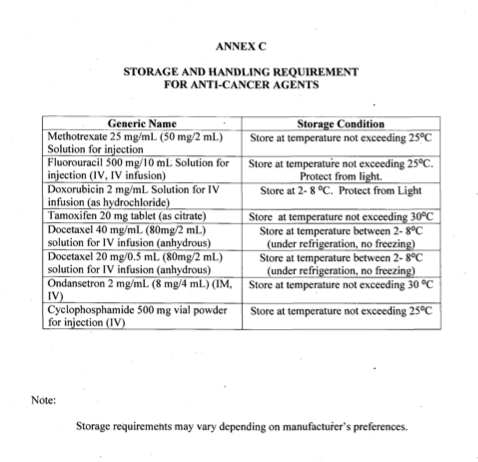 ANNEX C
STORAGE AND HANDLING REQUIREMENT
FOR ANTI-CANCER AGENTS
Generic Name Storage Condition
Methotrexate 25 mg/mL (50 mg/2 mL) Store at temperature not exceeding 25ºC
Solution for injection
Fluorouracil 500 mg/10 mL Solution for Store at temperature not exceeding 25ºC.
injection (IV, IV infusion) Protect from light.
Doxorubicin 2 mg/mL Solution for IV Store at 2- 8 ºC. Protect from Light
infusion (as hydrochloride)
Tamoxifen 20 mg tablet (as citrate) Store at temperature not exceeding 30ºC
Docetaxel 40 mg/mL (80mg/2 mL) Store at temperature between 2- 8ºC
solution for IV infusion (anhydrous) (under refrigeration, no freezing)
Docetaxel 20 mg/0.5 mL (80mg/2 mL) Store at temperature between 2- 8ºC
solution for IV infusion (anhydrous) (under refrigeration, no freezing)
Ondansetron 2 mg/mL (8 mg/4 mL) (IM, Store at temperature not exceeding 30 ºC
IV)
Cyclophosphamide 500 mg vial powder Store at temperature not exceeding 25ºC
for injection (IV)
Note:
Storage requirements may vary depending on manufacturer's preferences.